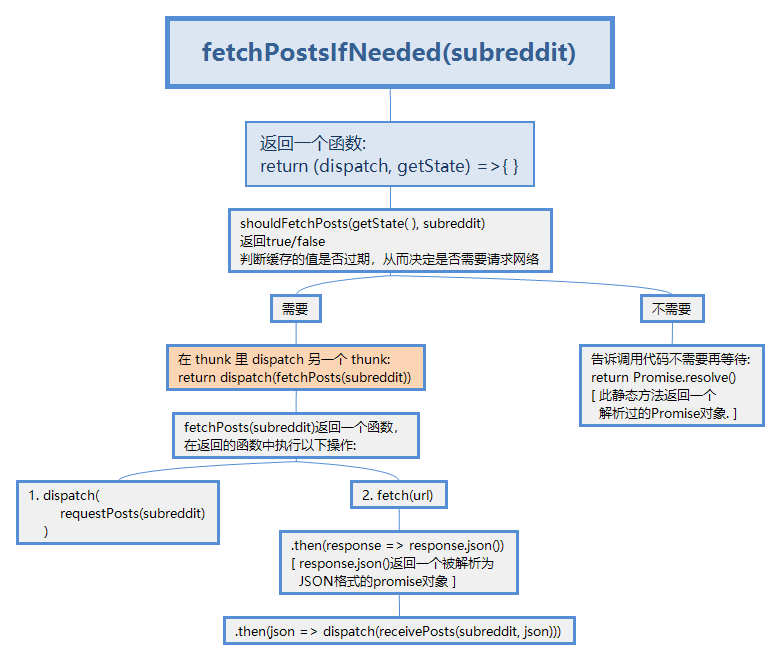 fetchPostsIfNeeded(subreddit)
返回一个函数:
return (dispatch, getState) =>{ }
shouldFetchPosts(getState( ), subreddit)
返回true/false
判断缓存的值是否过期，从而决定是否需要请求网络
需要
不需要
在 thunk 里 dispatch 另一个 thunk:
return dispatch(fetchPosts(subreddit))
告诉调用代码不需要再等待:
return Promise.resolve()
[ 此静态方法返回一个
解析过的Promise对象. ]
fetchPosts(subreddit)返回一个函数，
在返回的函数中执行以下操作:
1. dispatch(
requestPosts(subreddit)
)
2. fetch(url)
.then(response => response.json())
[ response.json()返回一个被解析为
JSON格式的promise对象 ]
.then(json => dispatch(receivePosts(subreddit, json)))